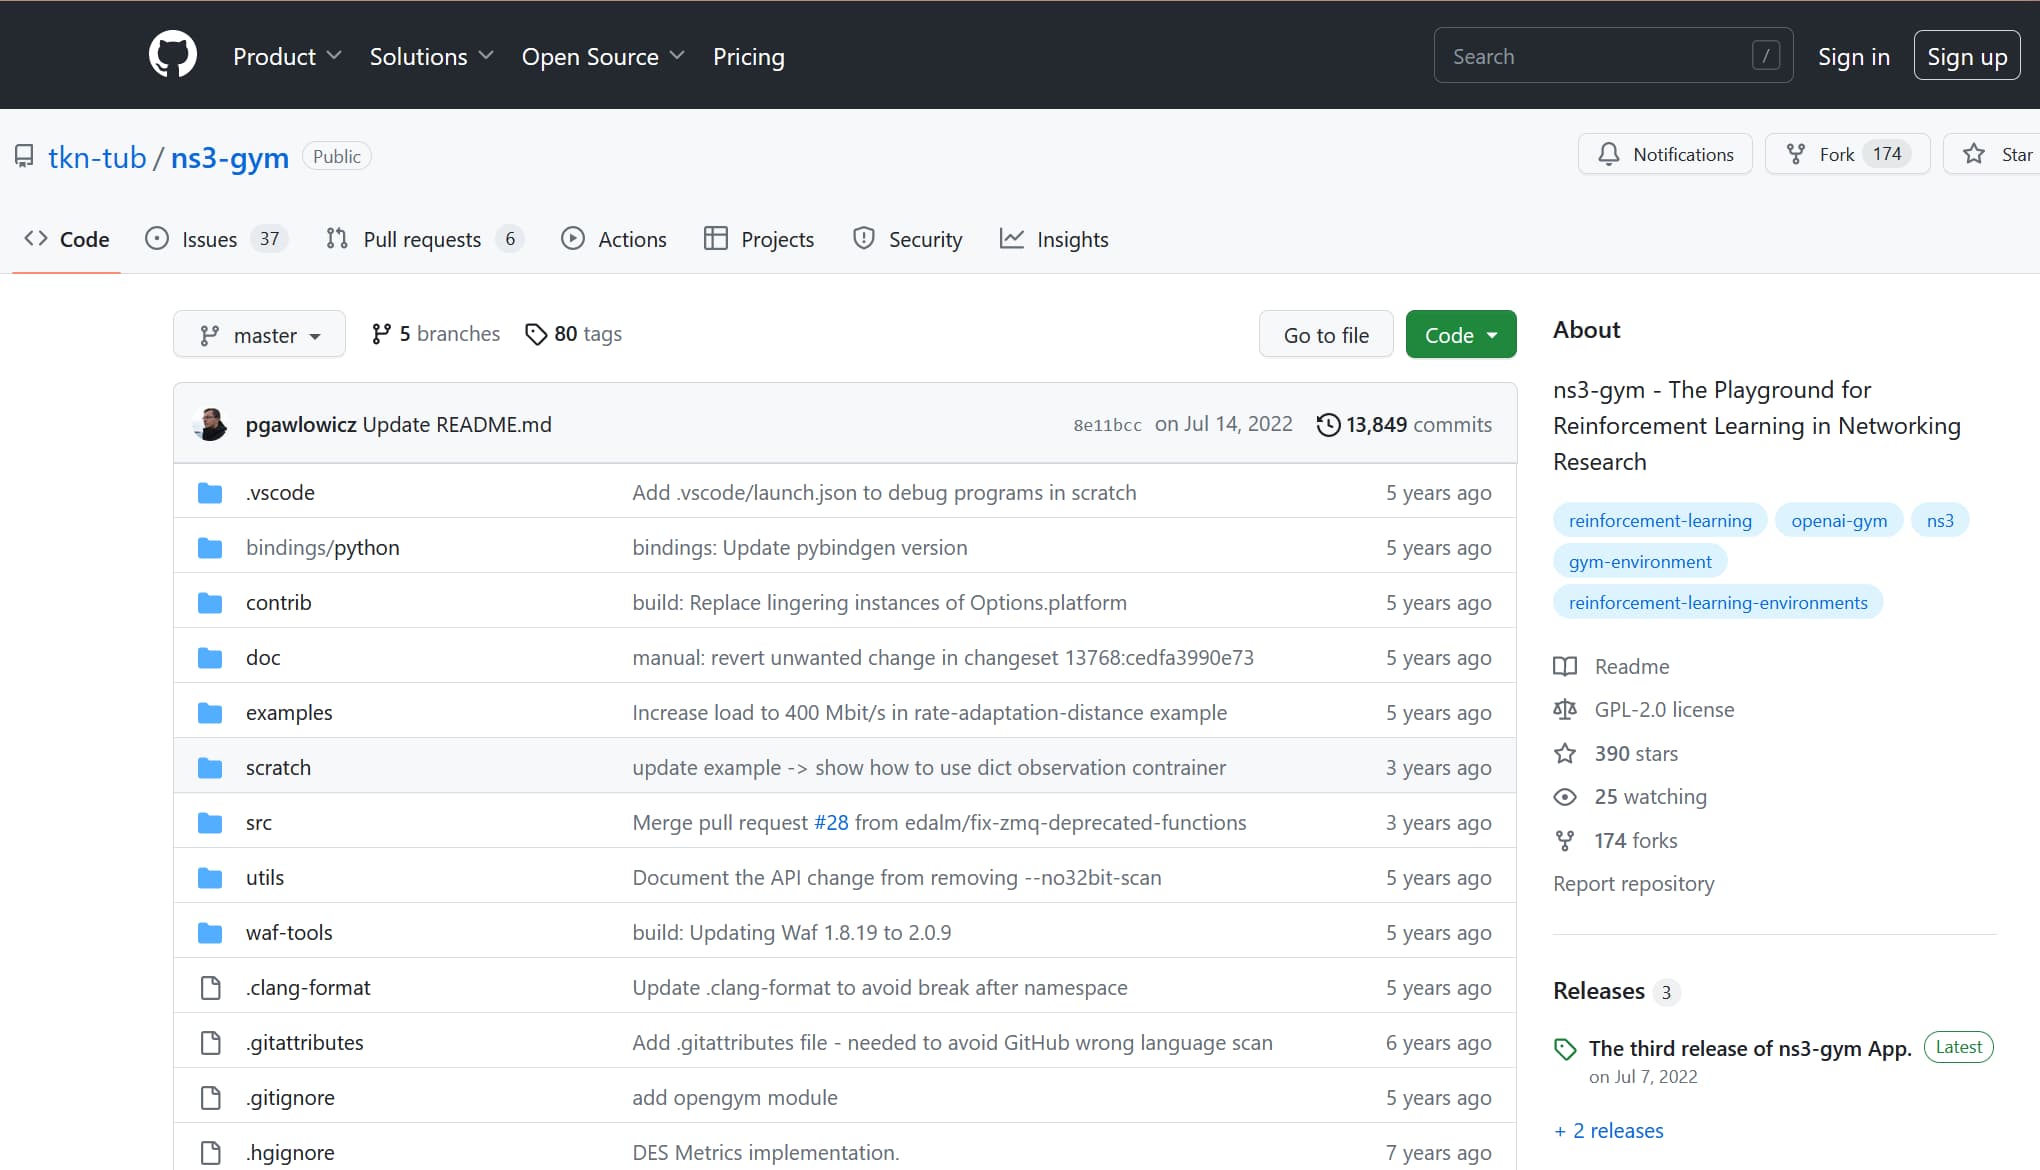 Product Solutions Open Source Pricing Search / Sign in Sign up
tkn-tub / ns3-gym Public Notifications Fork 174 Star
Code Issues 37 Pull requests 6 Actions Projects Security Insights
master 5 branches 80 tags Go to file Code
pgawlowicz Update README.md 8e11bcc on Jul 14, 2022 13,849 commits
.vscode Add .vscode/launch.json to debug programs in scratch 5 years ago
bindings/python bindings: Update pybindgen version 5 years ago
contrib build: Replace lingering instances of Options.platform 5 years ago
doc manual: revert unwanted change in changeset 13768:cedfa3990e73 5 years ago
examples Increase load to 400 Mbit/s in rate-adaptation-distance example 5 years ago
scratch update example -> show how to use dict observation contrainer 3 years ago
src Merge pull request #28 from edalm/fix-zmq-deprecated-functions 3 years ago
utils Document the API change from removing --no32bit-scan 5 years ago
waf-tools build: Updating Waf 1.8.19 to 2.0.9 5 years ago
.clang-format Update .clang-format to avoid break after namespace 5 years ago
.gitattributes Add .gitattributes file - needed to avoid GitHub wrong language scan 6 years ago
.gitignore add opengym module 5 years ago
.hgignore DES Metrics implementation. 7 years ago
About
ns3-gym - The Playground for
Reinforcement Learning in Networking
Research
reinforcement-learning openai-gym ns3
gym-environment
reinforcement-learning-environments
Readme
GPL-2.0 license
390 stars
25 watching
174 forks
Report repository
Releases 3
The third release of ns3-gym App. Latest
on Jul 7, 2022
+ 2 releases